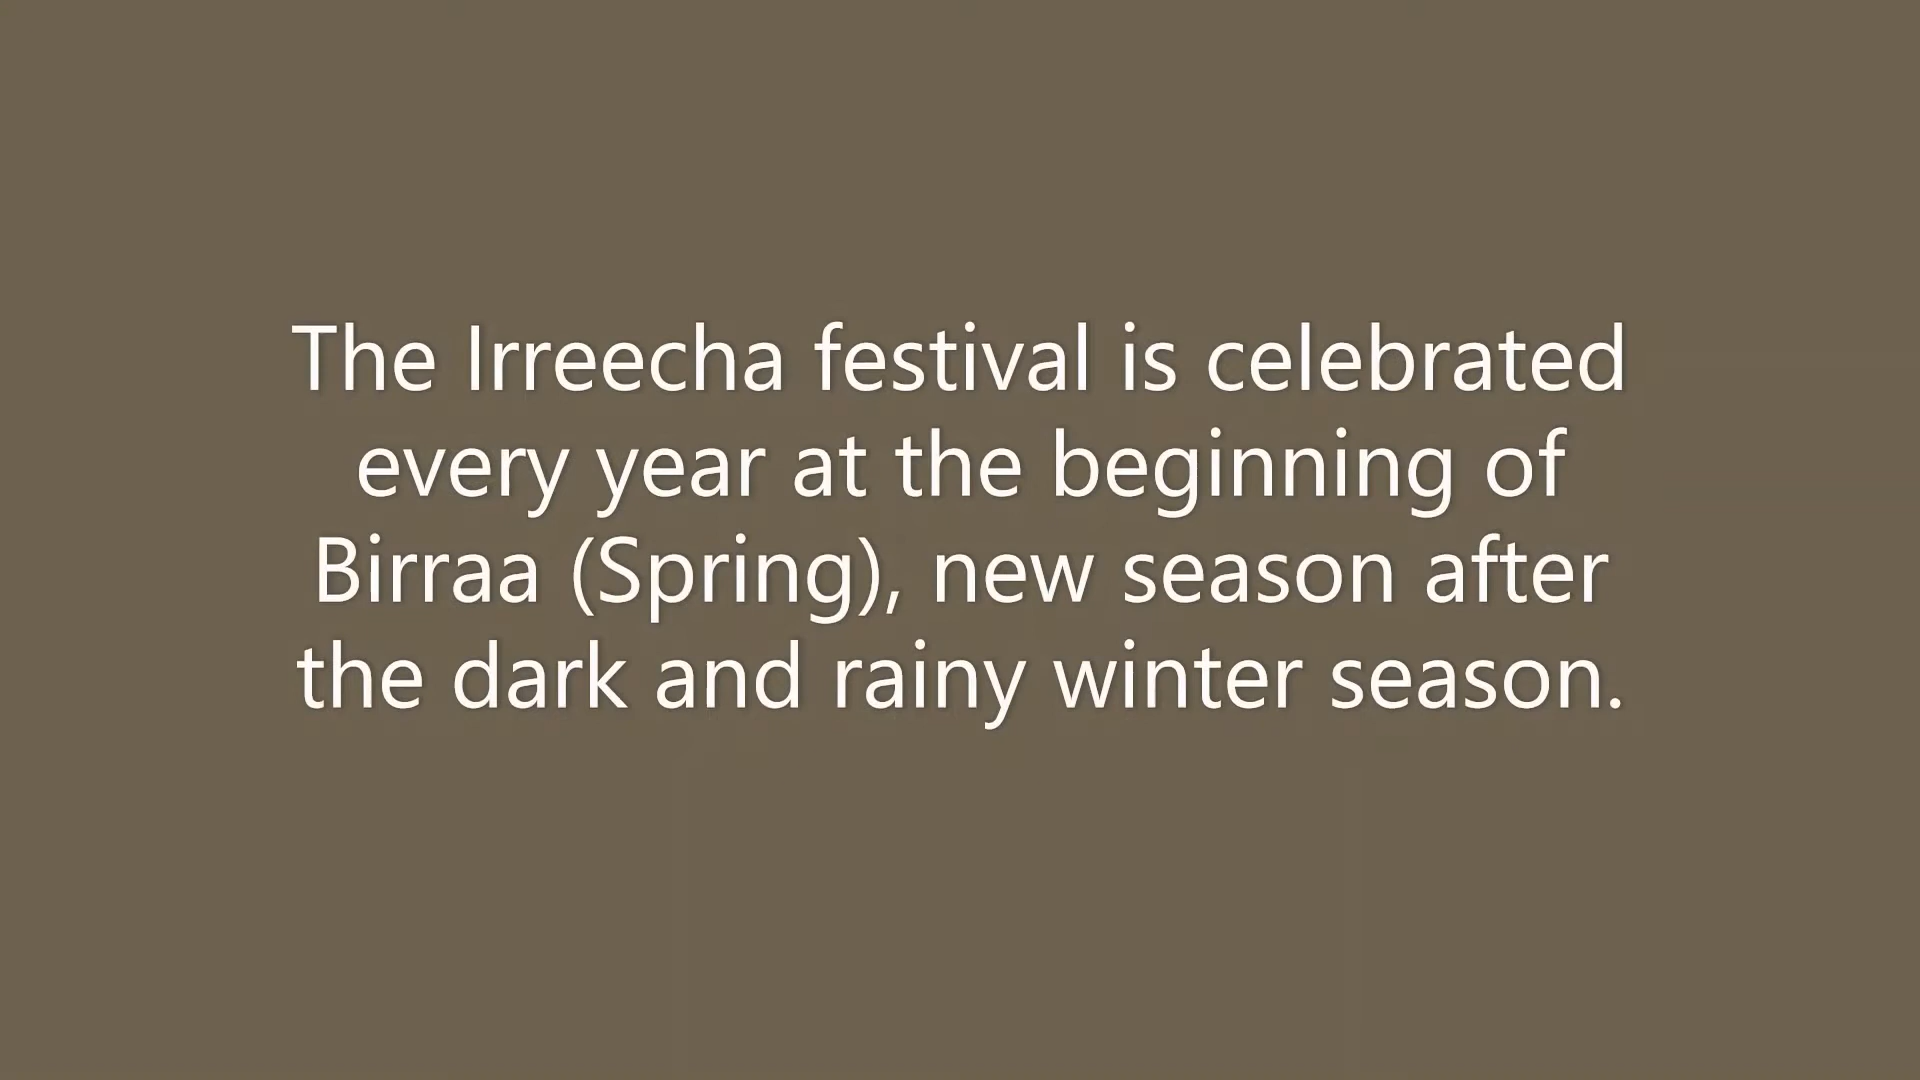 The Irreecha festival is celebrated
every year at the beginning of
Birraa (Spring), new season after
the dark and rainy winter season.